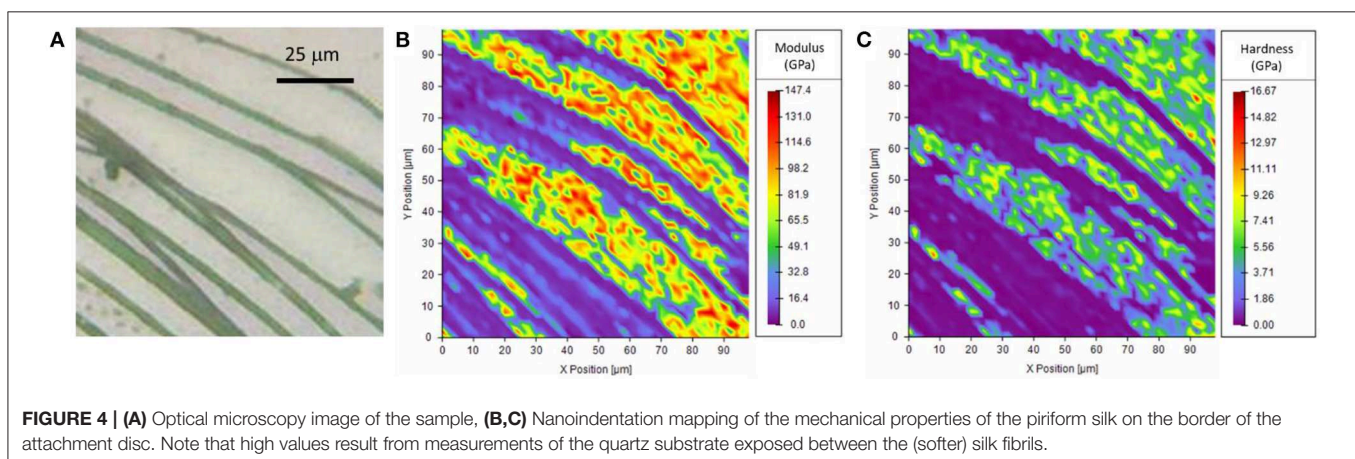 A
25 μm
B
Y Position [µm]
90
80
70
60
50
40
30
20
10
0
0 10 20 30 40 50 60 70 80 90
X Position [µm]
Modulus
(GPa)
147.4
131.0
114.6
98.2
81.9
65.5
49.1
32.8
16.4
0.0
C
Y Position [µm]
90
80
70
60
50
40
30
20
10
0
0 10 20 30 40 50 60 70 80 90
X Position [µm]
Hardness
(GPa)
16.67
14.82
12.97
11.11
9.26
7.41
5.56
3.71
1.86
0.00
FIGURE 4 | (A) Optical microscopy image of the sample, (B,C) Nanoindentation mapping of the mechanical properties of the piriform silk on the border of the
attachment disc. Note that high values result from measurements of the quartz substrate exposed between the (softer) silk fibrils.